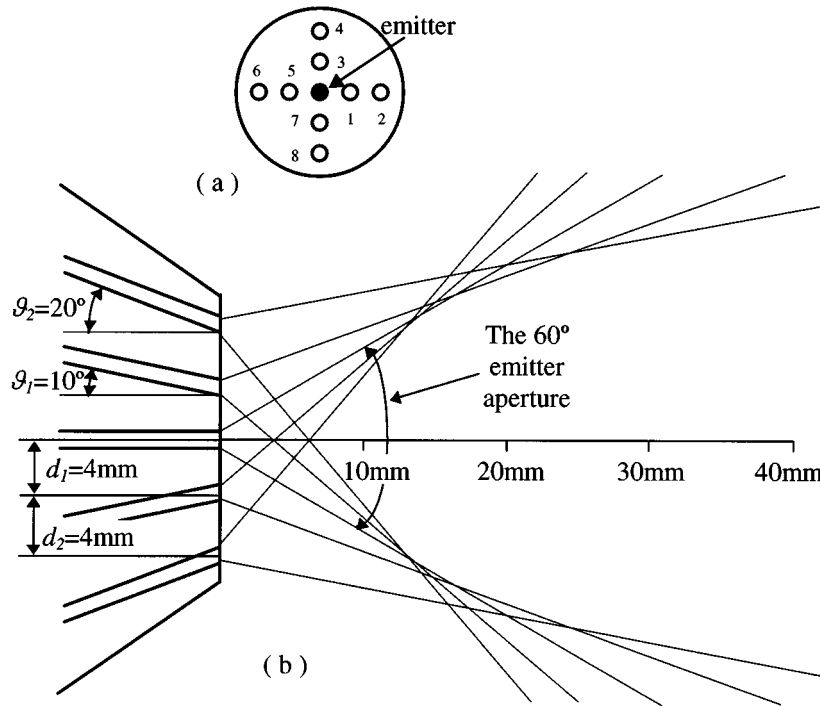 emitter
4
3
6
5
7
1
2
8
( a )
ϑ₂=20º
ϑ₁=10º
The 60º
emitter
aperture
d₁=4mm
10mm
20mm
30mm
40mm
d₂=4mm
( b )